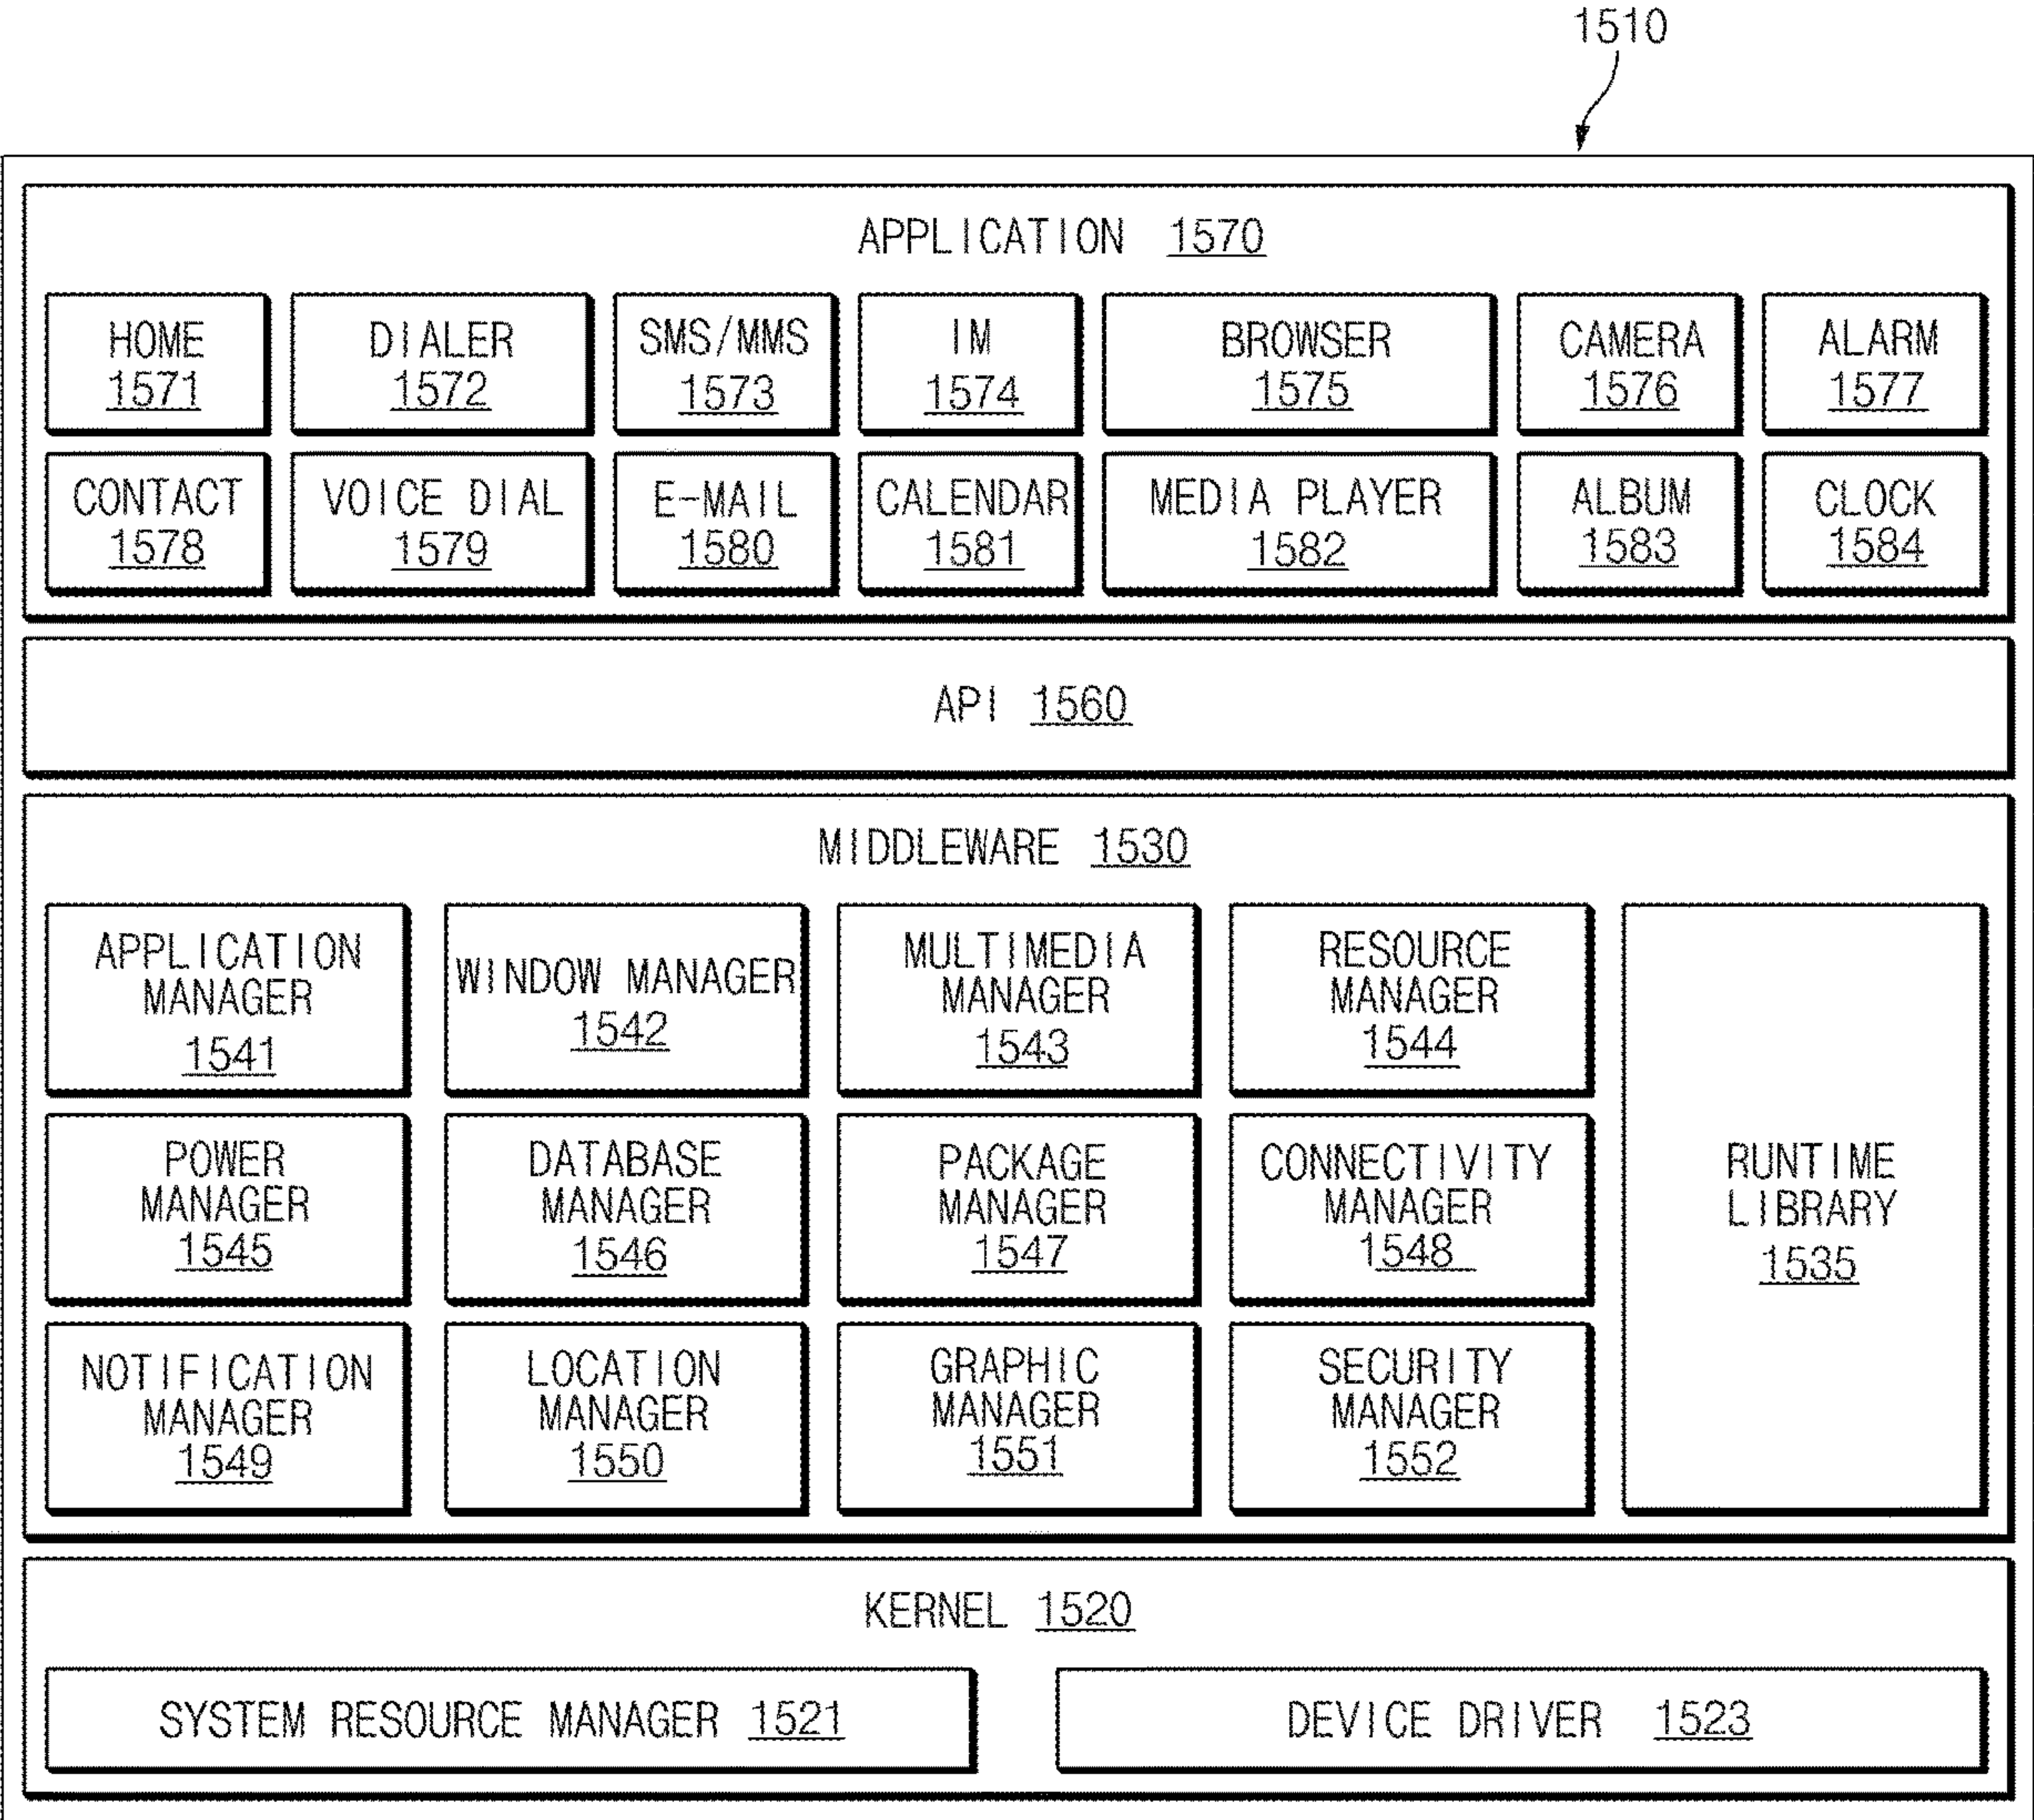 1510
APPLICATION 1570
HOME
1571
DIALER
1572
SMS/MMS
1573
IM
1574
BROWSER
1575
CAMERA
1576
ALARM
1577
CONTACT
1578
VOICE DIAL
1579
E-MAIL
1580
CALENDAR
1581
MEDIA PLAYER
1582
ALBUM
1583
CLOCK
1584
API 1560
MIDDLEWARE 1530
APPLICATION
MANAGER
1541
WINDOW MANAGER
1542
MULTIMEDIA
MANAGER
1543
RESOURCE
MANAGER
1544
POWER
MANAGER
1545
DATABASE
MANAGER
1546
PACKAGE
MANAGER
1547
CONNECTIVITY
MANAGER
1548
RUNTIME
LIBRARY
1535
NOTIFICATION
MANAGER
1549
LOCATION
MANAGER
1550
GRAPHIC
MANAGER
1551
SECURITY
MANAGER
1552
KERNEL 1520
SYSTEM RESOURCE MANAGER 1521
DEVICE DRIVER 1523